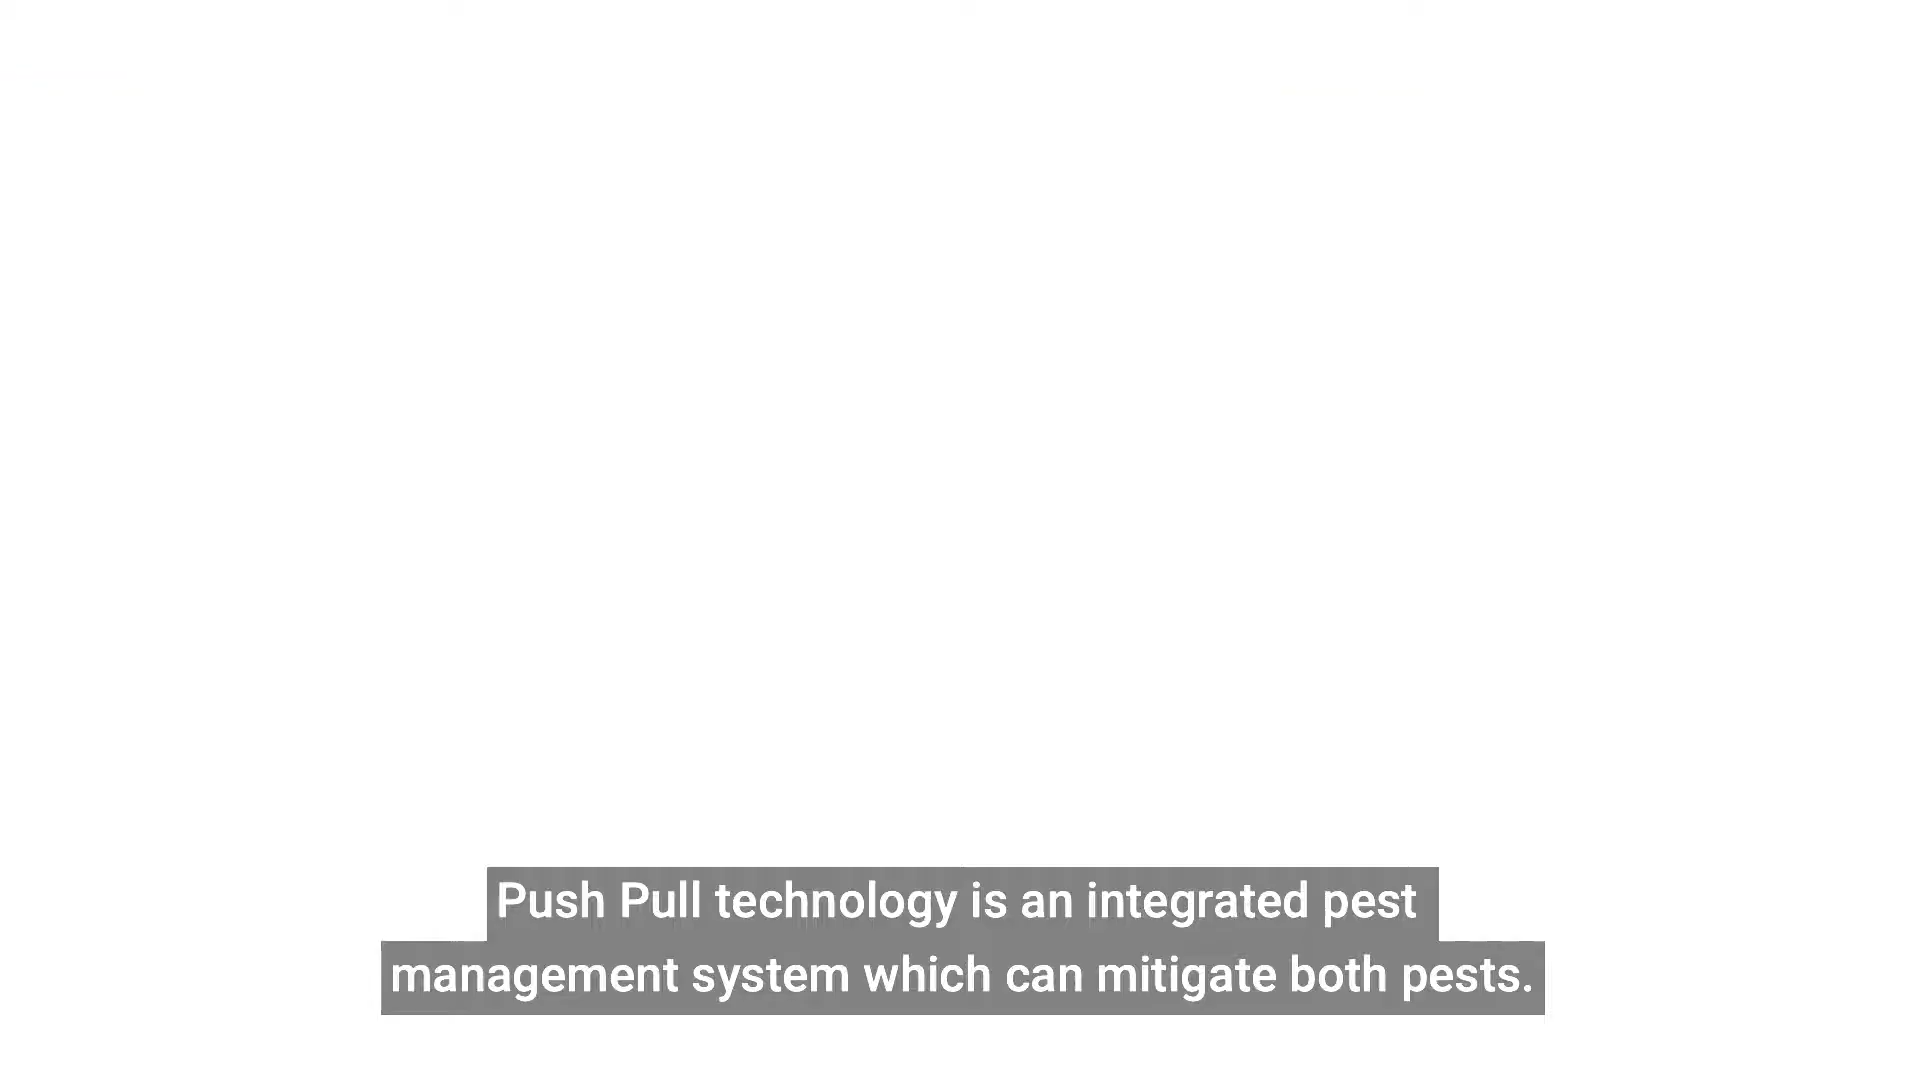 Push Pull technology is an integrated pest
management system which can mitigate both pests.